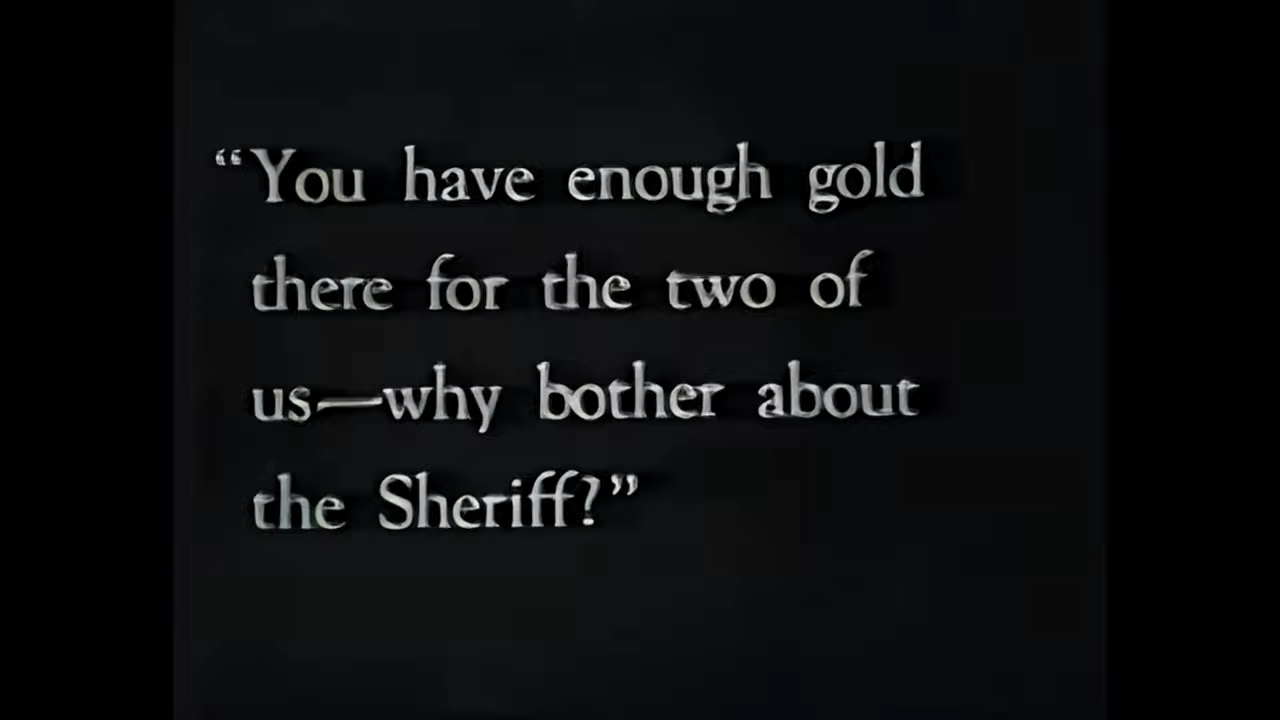 “You have enough gold
there for the two of
us—why bother about
the Sheriff?”